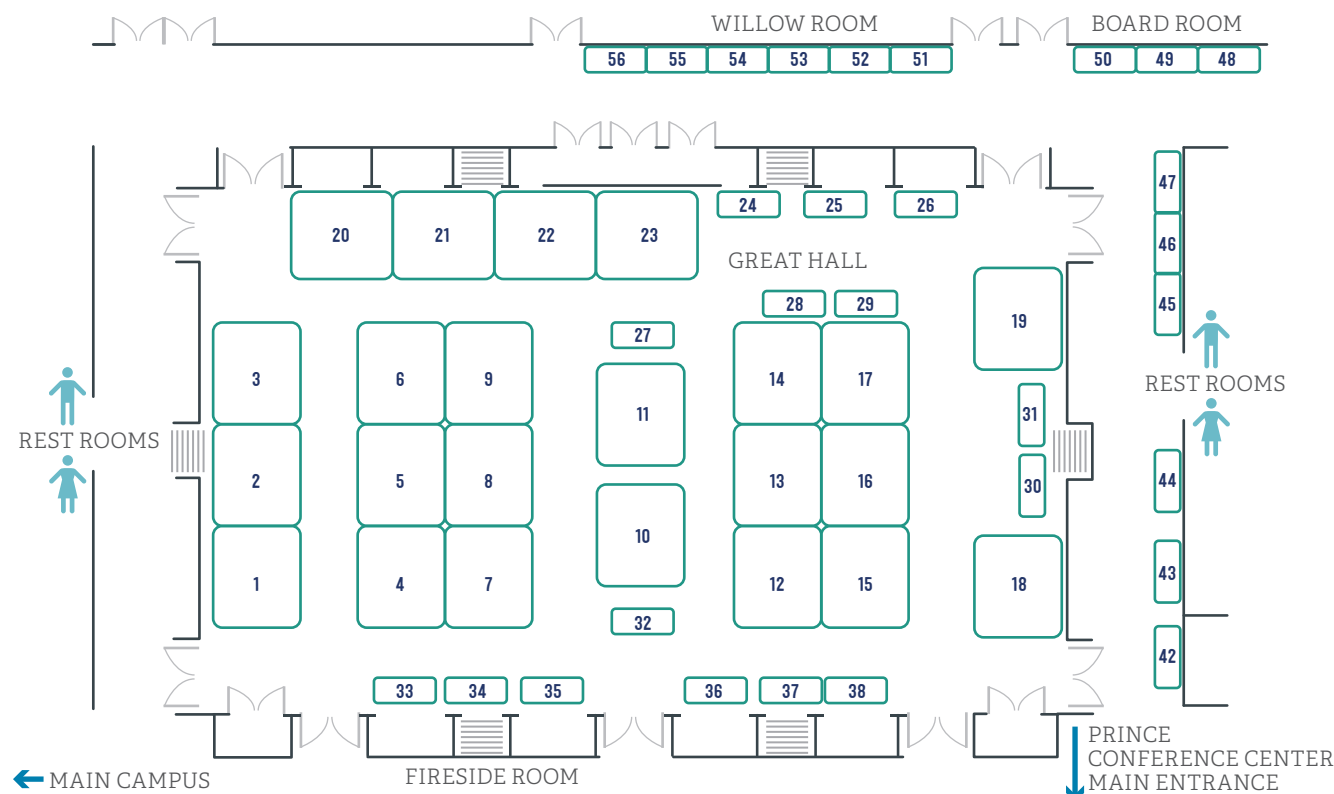 WILLOW ROOM
BOARD ROOM
56 55 54 53 52 51
50 49 48
20 21 22 23
24 25 26
GREAT HALL
47
46
45
28 29
19
27
3 6 9
11
14 17
31
REST ROOMS
REST ROOMS
2 5 8
13 16
30
44
10
1 4 7
12 15
18
43
32
42
33 34 35
36 37 38
FIRESIDE ROOM
MAIN CAMPUS
PRINCE
CONFERENCE CENTER
MAIN ENTRANCE